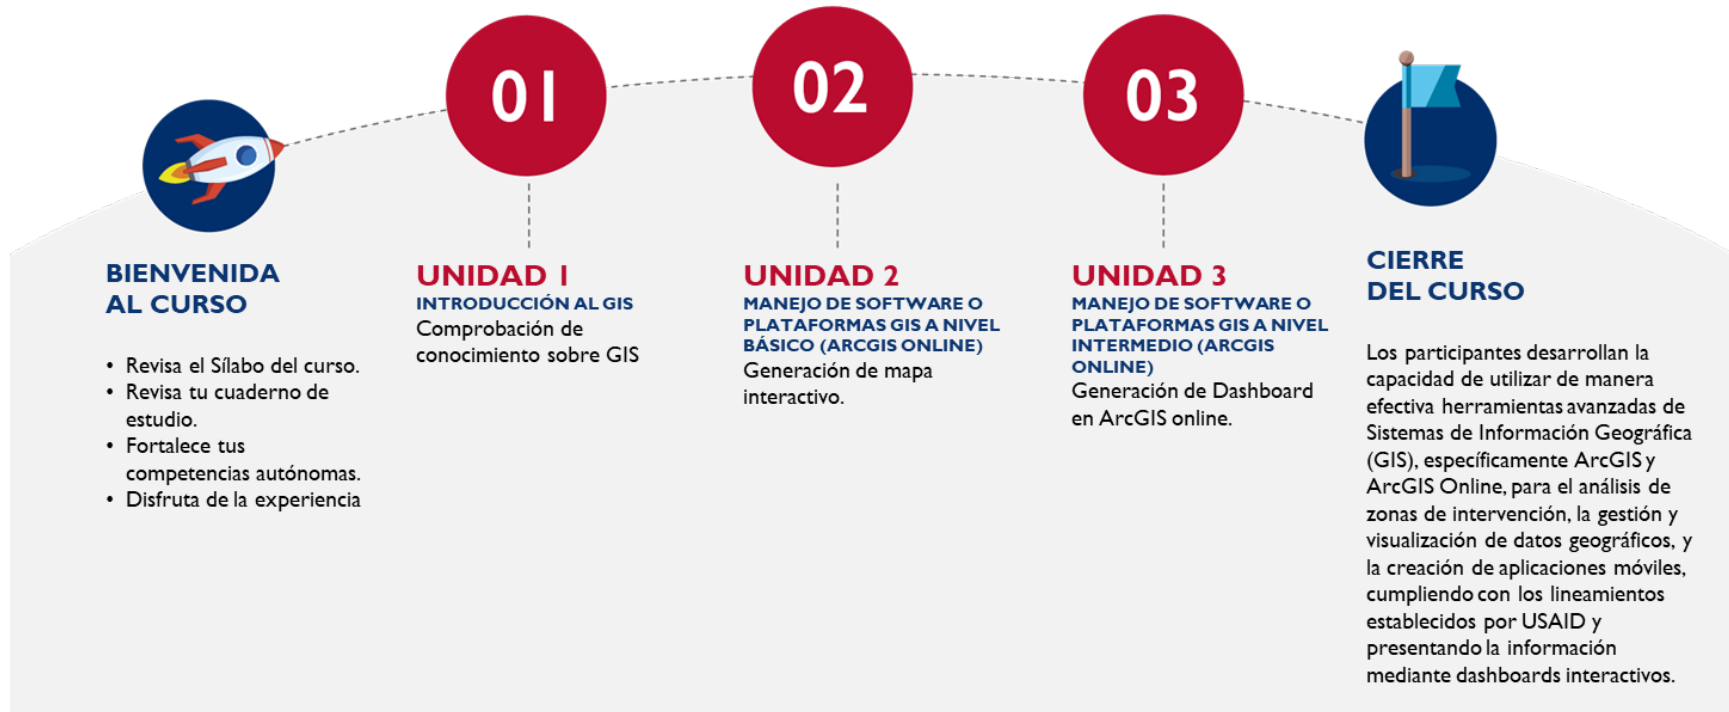 01
02
03
BIENVENIDA
AL CURSO
• Revisa el Sílabo del curso.
• Revisa tu cuaderno de
estudio.
• Fortalece tus
competencias autónomas.
• Disfruta de la experiencia
UNIDAD 1
INTRODUCCIÓN AL GIS
Comprobación de
conocimiento sobre GIS
UNIDAD 2
MANEJO DE SOFTWARE O
PLATAFORMAS GIS A NIVEL
BÁSICO (ARCGIS ONLINE)
Generación de mapa
interactivo.
UNIDAD 3
MANEJO DE SOFTWARE O
PLATAFORMAS GIS A NIVEL
INTERMEDIO (ARCGIS
ONLINE)
Generación de Dashboard
en ArcGIS online.
CIERRE
DEL CURSO
Los participantes desarrollan la
capacidad de utilizar de manera
efectiva herramientas avanzadas de
Sistemas de Información Geográfica
(GIS), específicamente ArcGIS y
ArcGIS Online, para el análisis de
zonas de intervención, la gestión y
visualización de datos geográficos, y
la creación de aplicaciones móviles,
cumpliendo con los lineamientos
establecidos por USAID y
presentando la información
mediante dashboards interactivos.